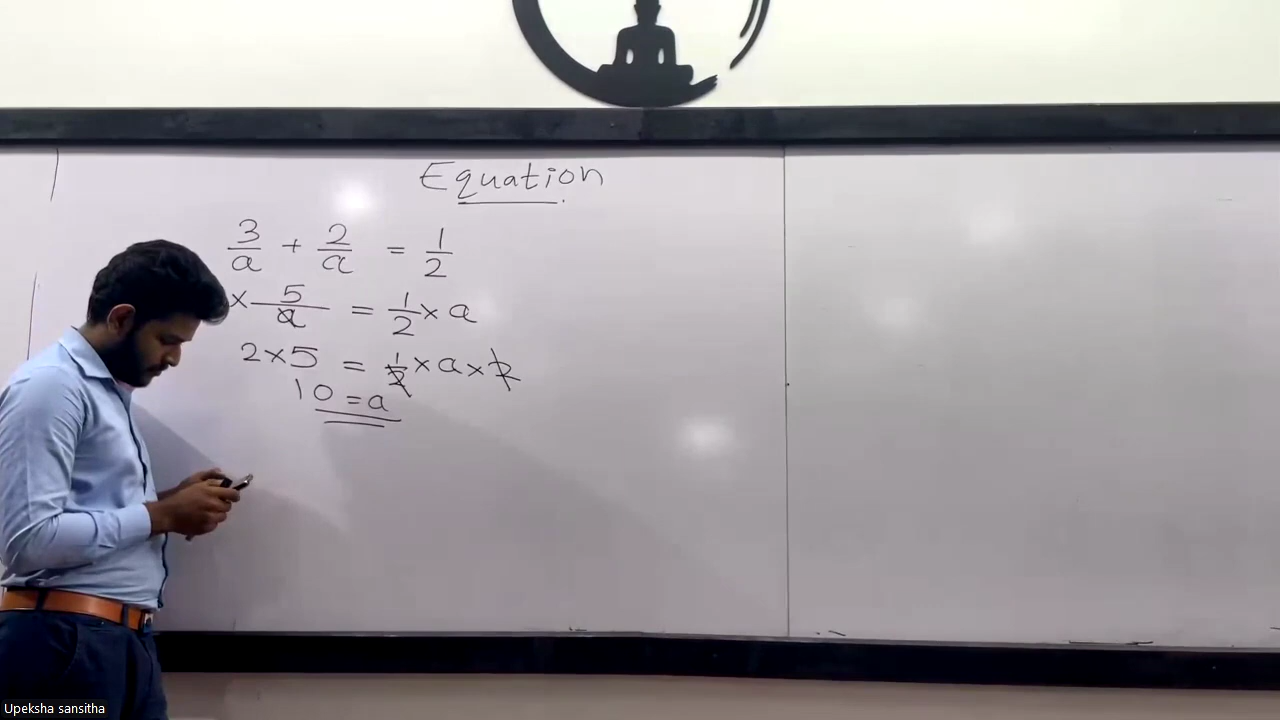 Equation
3/a + 2/a = 1/2
× 5/a = 1/2 × a
2×5 = 1/2 × a × 2
10 = a
Upeksha sansitha